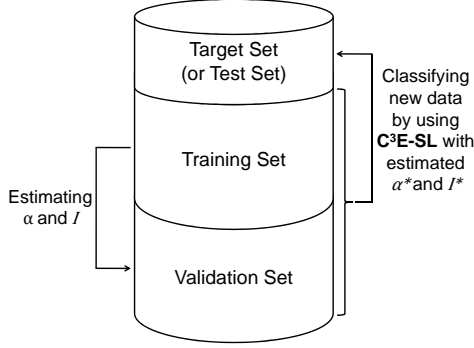 Target Set
(or Test Set)
Training Set
Validation Set
Estimating
α and I
Classifying
new data
by using
C³E-SL with
estimated
α* and I*